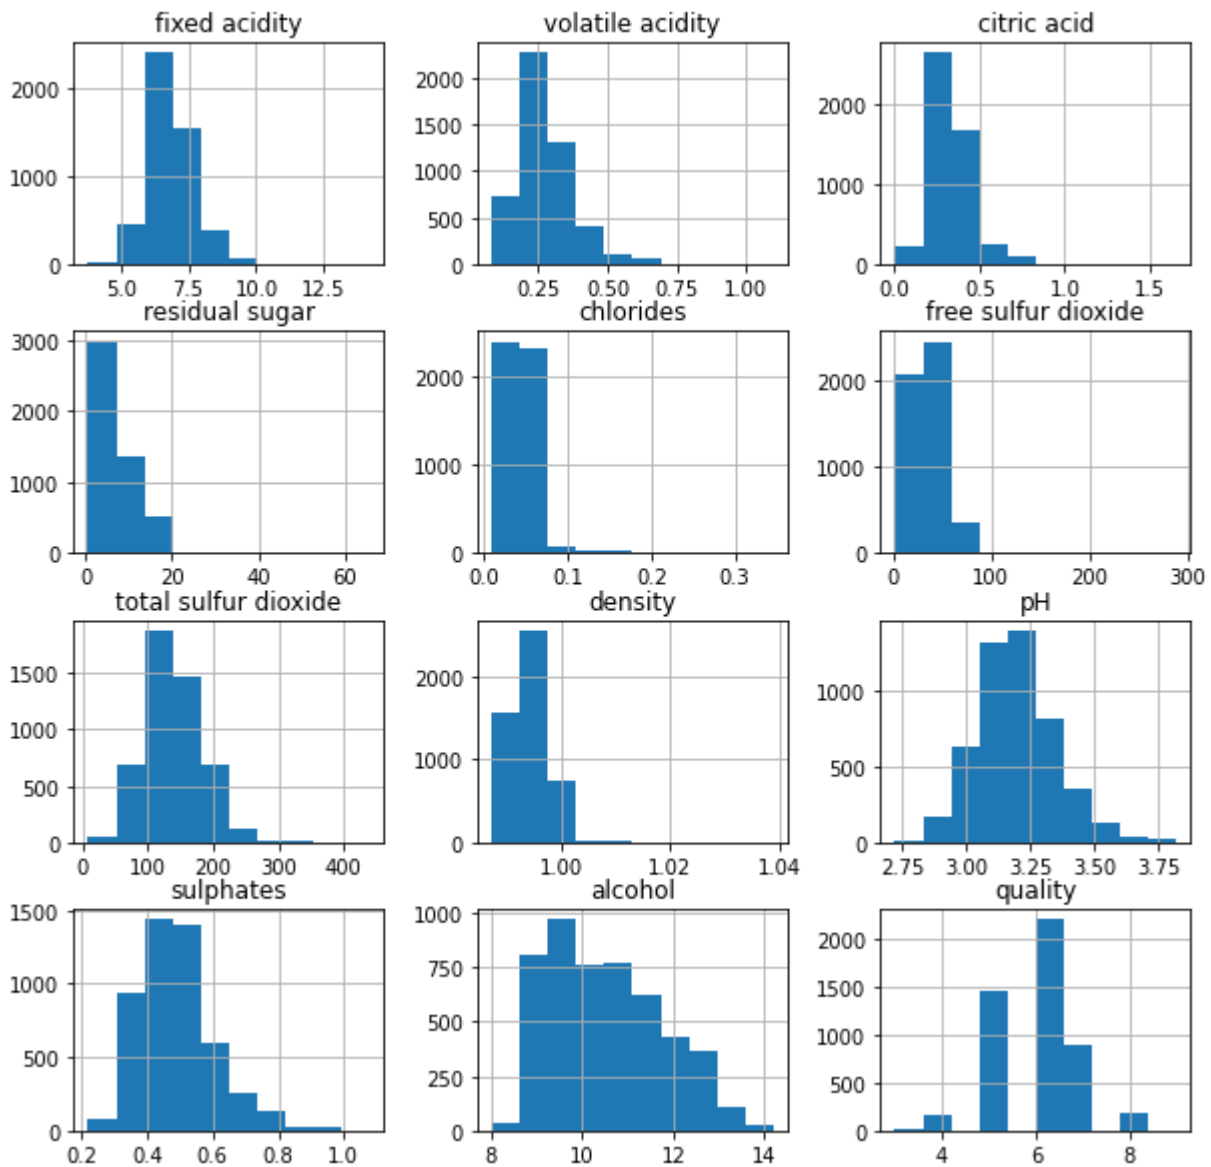 fixed acidity volatile acidity citric acid
2000 2000 2000
1500
1000 1000 1000
500
0 0 0
5.0 7.5 10.0 12.5 0.25 0.50 0.75 1.00 0.0 0.5 1.0 1.5
residual sugar chlorides free sulfur dioxide
3000
2000 2000 2000
1000 1000 1000
0 0 0
0 20 40 60 0.0 0.1 0.2 0.3 0 100 200 300
total sulfur dioxide density pH
1500 2000 1000
1000 1000 500
500
0 0 0
0 100 200 300 400 1.00 1.02 1.04 2.75 3.00 3.25 3.50 3.75
sulphates alcohol quality
1500 1000 2000
1000 750 1500
500 1000
500 250 500
0 0 0
0.2 0.4 0.6 0.8 1.0 8 10 12 14 4 6 8